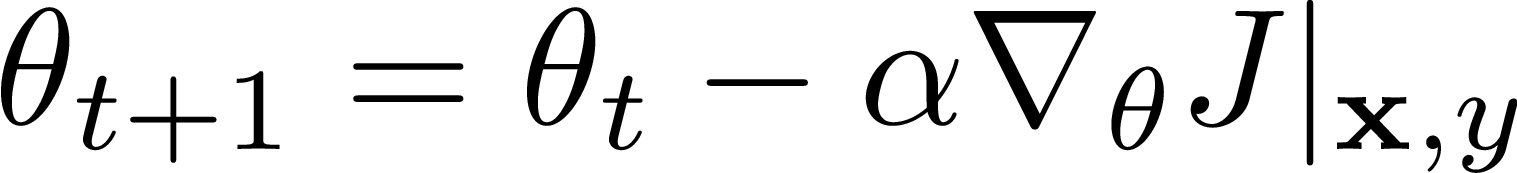 θ_{t+1} = θ_t − α∇_θ J|_{𝐱,y}